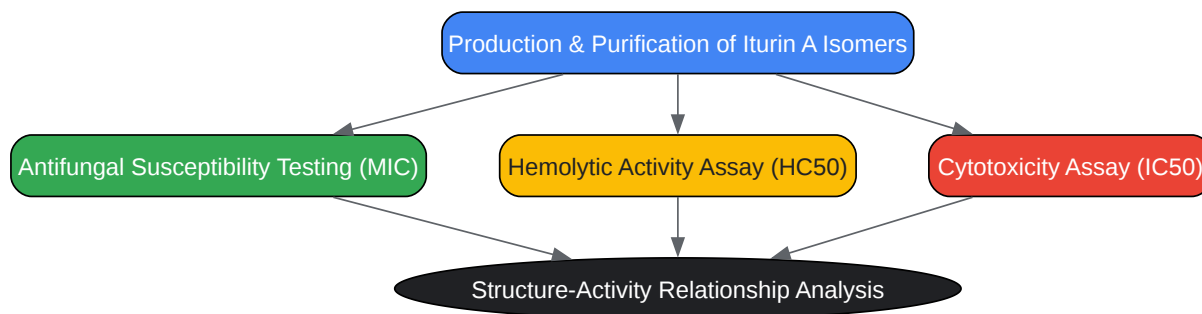 Production & Purification of Iturin A Isomers
Antifungal Susceptibility Testing (MIC)
Hemolytic Activity Assay (HC50)
Cytotoxicity Assay (IC50)
Structure-Activity Relationship Analysis